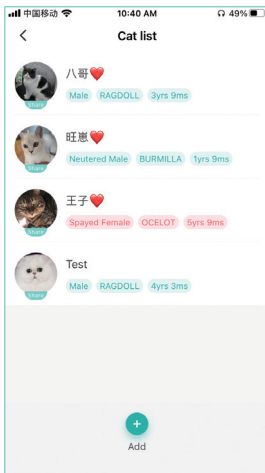 中国移动 10:40 AM 49%
Cat list
八哥❤️
Male RAGDOLL 3yrs 9ms
Share
旺崽❤️
Neutered Male BURMILLA 1yrs 9ms
Share
王子❤️
Spayed Female OCELOT 5yrs 9ms
Share
Test
Male RAGDOLL 4yrs 3ms
Share
Add